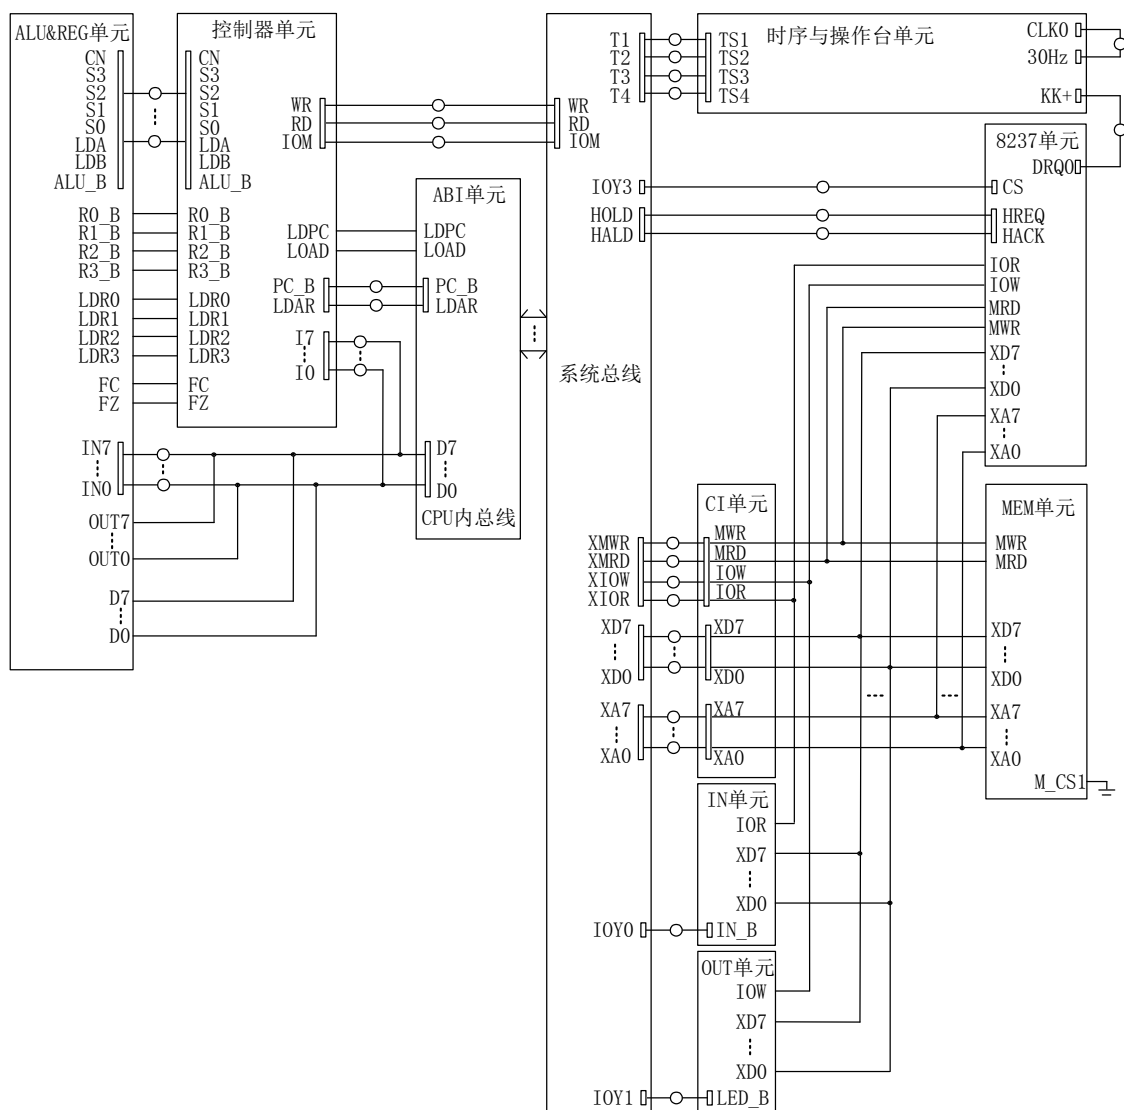 ALU&REG单元
CN
S3
S2
S1
S0
LDA
LDB
ALU_B
R0_B
R1_B
R2_B
R3_B
LDR0
LDR1
LDR2
LDR3
FC
FZ
IN7
IN0
OUT7
OUT0
D7
D0
控制器单元
CN
S3
S2
S1
S0
LDA
LDB
ALU_B
R0_B
R1_B
R2_B
R3_B
LDR0
LDR1
LDR2
LDR3
FC
FZ
WR
RD
IOM
LDPC
LOAD
PC_B
LDAR
I7
I0
ABI单元
LDPC
LOAD
PC_B
LDAR
D7
D0
CPU内总线
WR
RD
IOM
系统总线
T1
T2
T3
T4
IOY3
HOLD
HALD
XMWR
XMRD
XIOW
XIOR
XD7
XD0
XA7
XA0
IOY0
IOY1
时序与操作台单元
TS1
TS2
TS3
TS4
CLK0
30Hz
KK+
8237单元
DRQ0
CS
HREQ
HACK
IOR
IOW
MRD
MWR
XD7
XD0
XA7
XA0
CI单元
MWR
MRD
IOW
IOR
XD7
XD0
XA7
XA0
MEM单元
MWR
MRD
XD7
XD0
XA7
XA0
M_CS1
IN单元
IOR
XD7
XD0
IN_B
OUT单元
IOW
XD7
XD0
LED_B